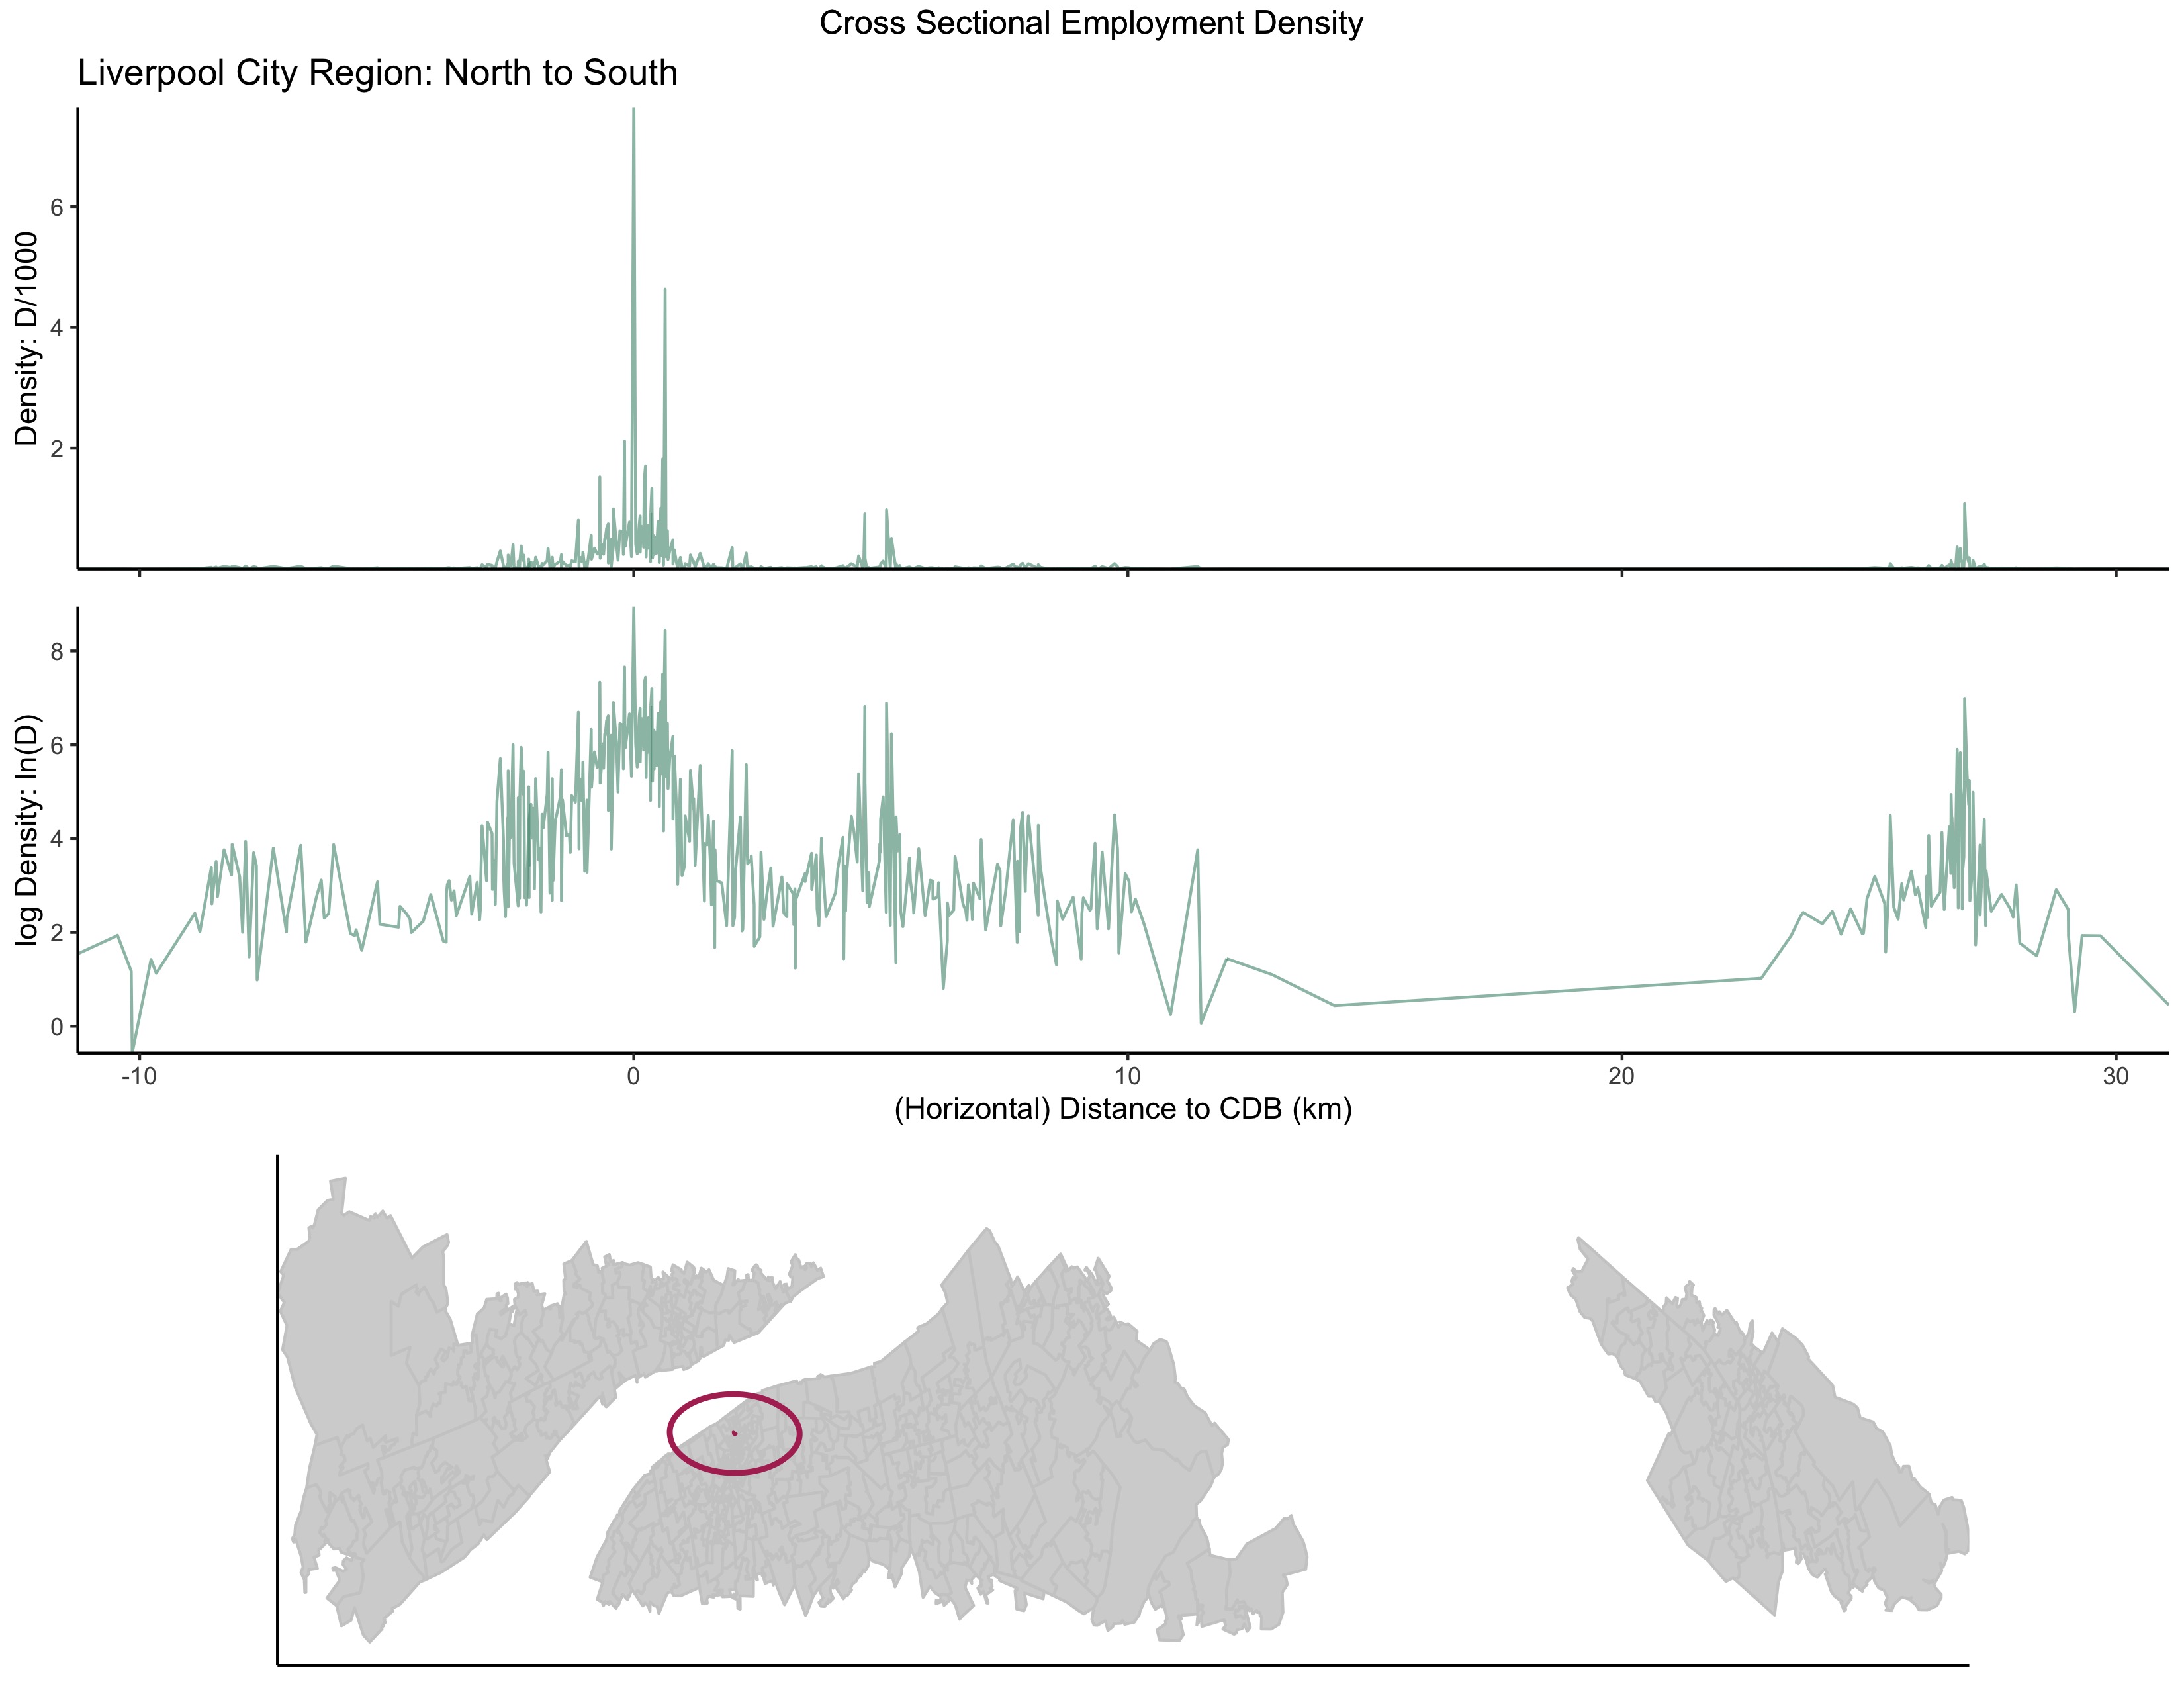 Cross Sectional Employment Density
Liverpool City Region: North to South
Density: D/1000
6
4
2
log Density: ln(D)
8
6
4
2
0
-10 0 10 20 30
(Horizontal) Distance to CDB (km)